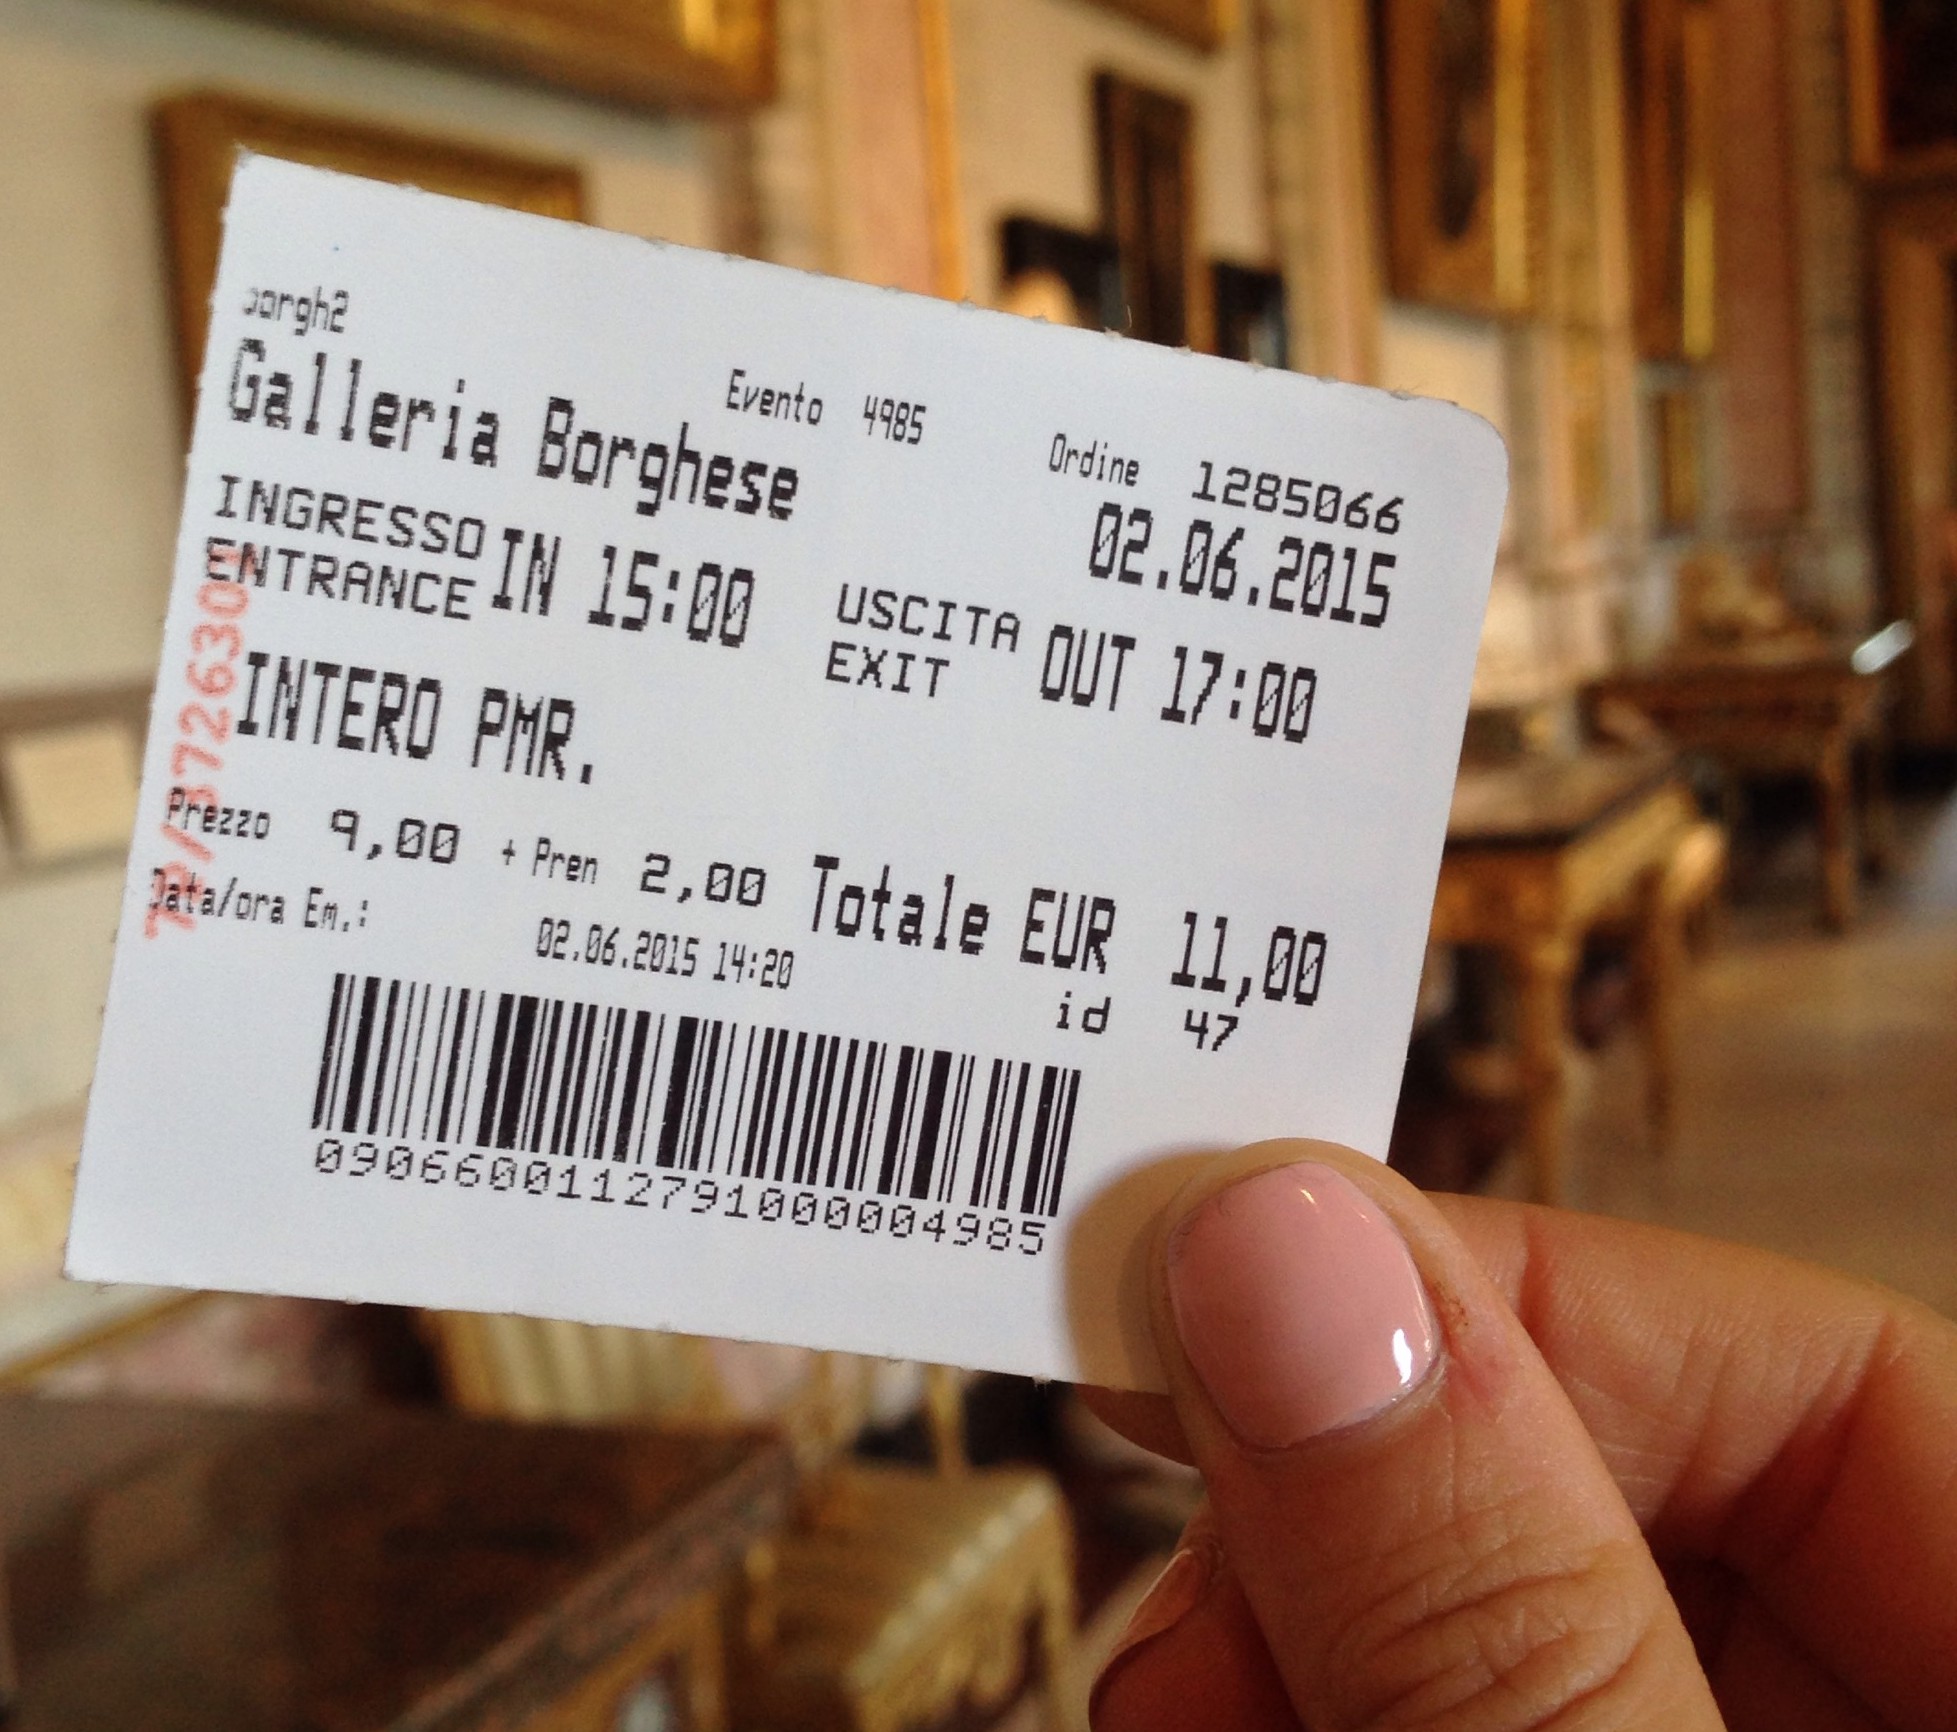 borgh2
Evento 4985 Ordine 1285066
Galleria Borghese 02.06.2015
INGRESSO ENTRANCE IN 15:00 USCITA EXIT OUT 17:00
INTERO PMR.
Prezzo 9,00 + Pren 2,00 Totale EUR 11,00
Data/ora Em.: 02.06.2015 14:20 id 47
0906600112791000004985